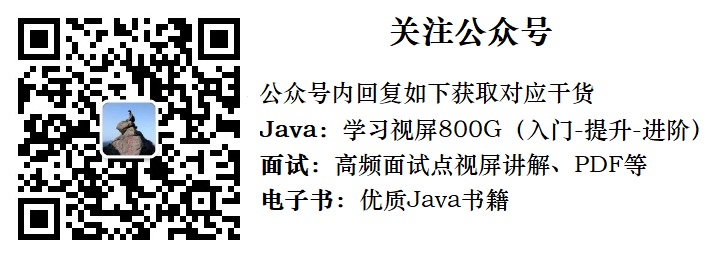 关注公众号
公众号内回复如下获取对应干货
Java：学习视屏800G（入门-提升-进阶）
面试：高频面试点视屏讲解、PDF等
电子书：优质Java书籍